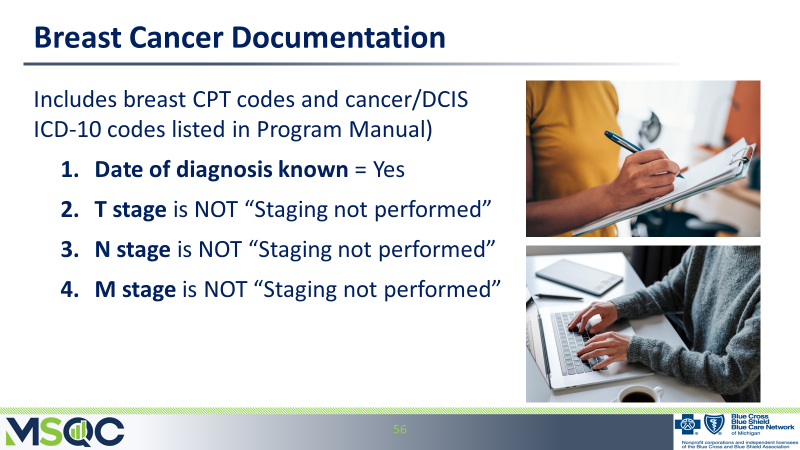 Breast Cancer Documentation
Includes breast CPT codes and cancer/DCIS
ICD-10 codes listed in Program Manual)
1. Date of diagnosis known = Yes
2. T stage is NOT “Staging not performed”
3. N stage is NOT “Staging not performed”
4. M stage is NOT “Staging not performed”
MSQC
56
Blue Cross
Blue Shield
Blue Care Network
of Michigan
Nonprofit corporations and independent licensees
of the Blue Cross and Blue Shield Association